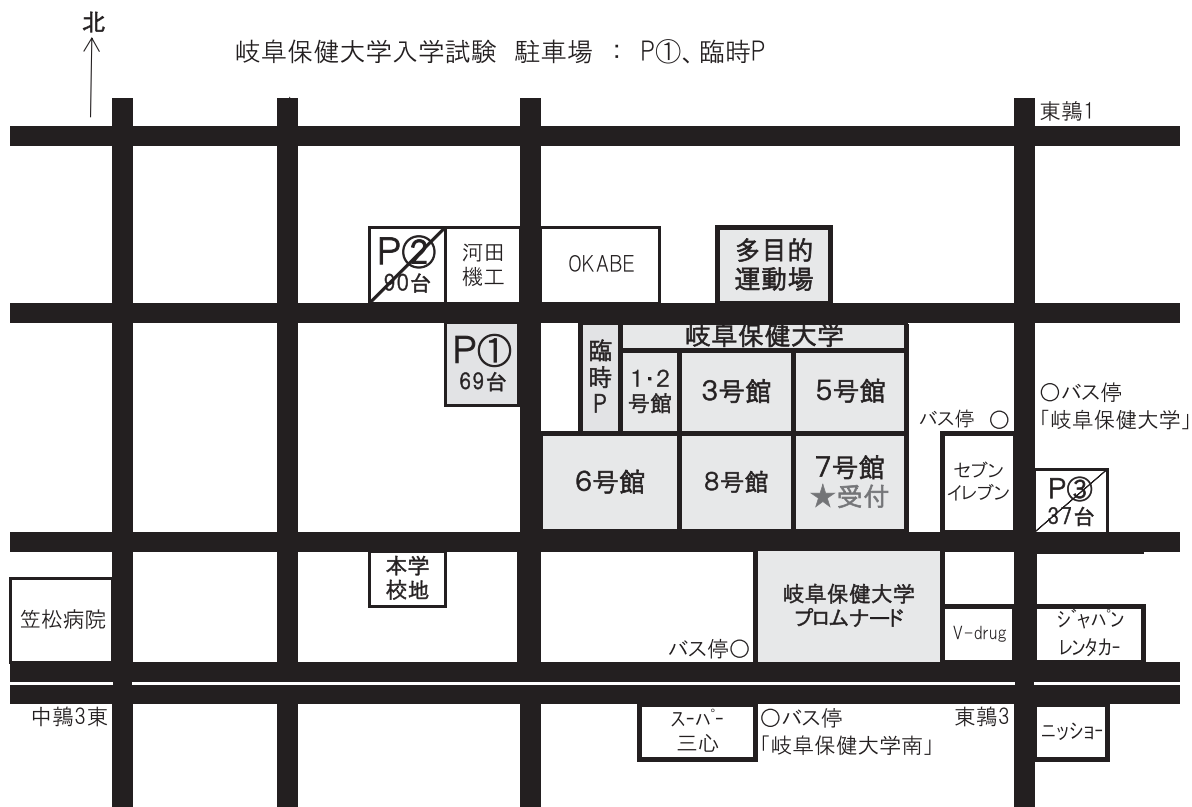 北
岐阜保健大学入学試験 駐車場 : P①、臨時P
東鶉1
P②
90台
河田
機工
OKABE
多目的
運動場
P①
69台
臨
時
P
岐阜保健大学
1・2
号館
3号館
5号館
○バス停
「岐阜保健大学」
バス停 ○
6号館
8号館
7号館
★受付
セブン
イレブン
P③
37台
本学
校地
笠松病院
岐阜保健大学
プロムナード
V-drug
ジャパン
レンタカー
バス停○
中鶉3東
スーパー
三心
○バス停
「岐阜保健大学南」
東鶉3
ニッショー